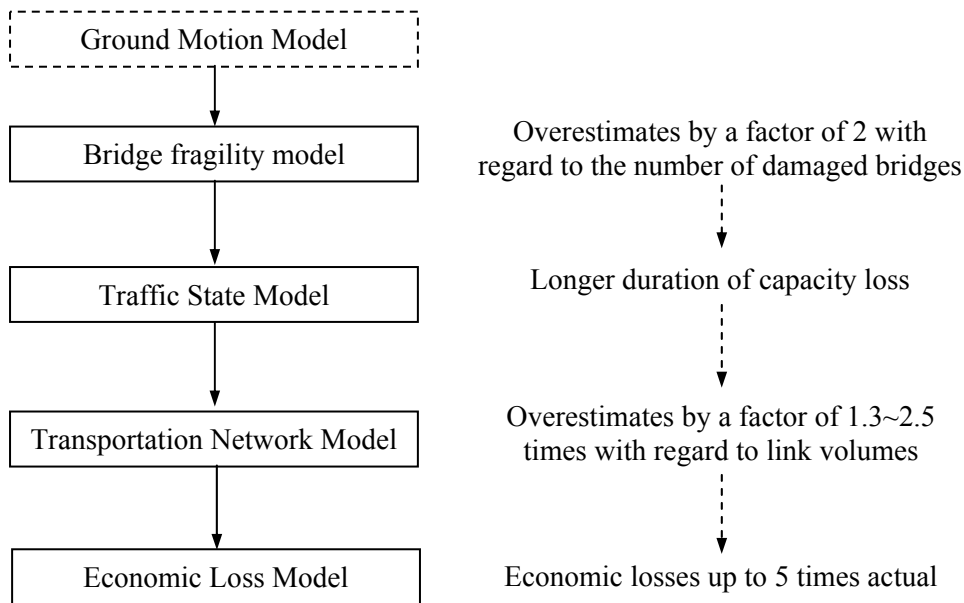 Ground Motion Model
Bridge fragility model
Overestimates by a factor of 2 with
regard to the number of damaged bridges
Traffic State Model
Longer duration of capacity loss
Transportation Network Model
Overestimates by a factor of 1.3~2.5
times with regard to link volumes
Economic Loss Model
Economic losses up to 5 times actual